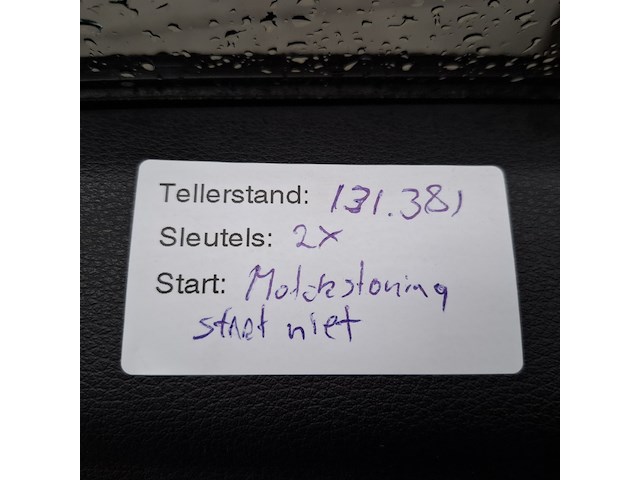 Tellerstand: 131.381
Sleutels: 2x
Start: Motorstoring
start niet